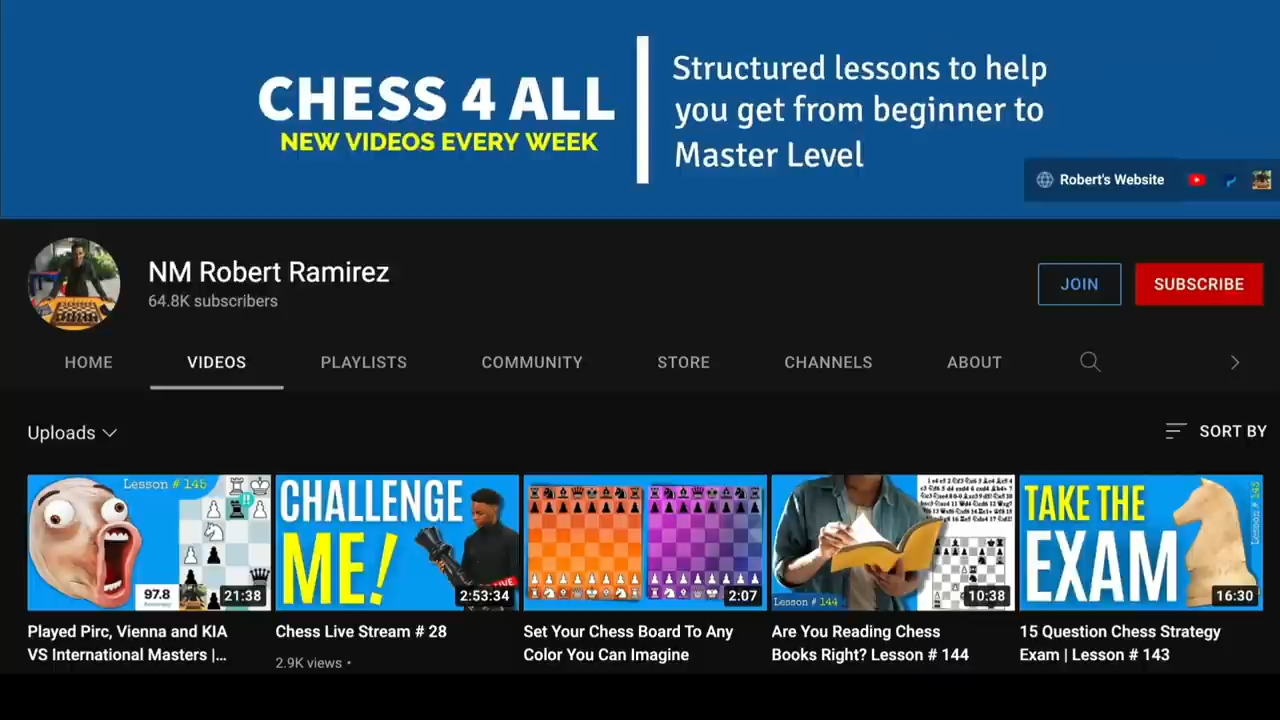 CHESS 4 ALL
NEW VIDEOS EVERY WEEK
Structured lessons to help
you get from beginner to
Master Level
Robert's Website
NM Robert Ramirez
64.8K subscribers
JOIN
SUBSCRIBE
HOME
VIDEOS
PLAYLISTS
COMMUNITY
STORE
CHANNELS
ABOUT
Uploads
SORT BY
Lesson # 145
97.8
21:38
CHALLENGE
ME!
LIVE
2:53:34
2:07
Lesson # 144
10:38
TAKE THE
EXAM
16:30
Played Pirc, Vienna and KIA
VS International Masters |...
Chess Live Stream # 28
2.9K views •
Set Your Chess Board To Any
Color You Can Imagine
Are You Reading Chess
Books Right? Lesson # 144
15 Question Chess Strategy
Exam | Lesson # 143